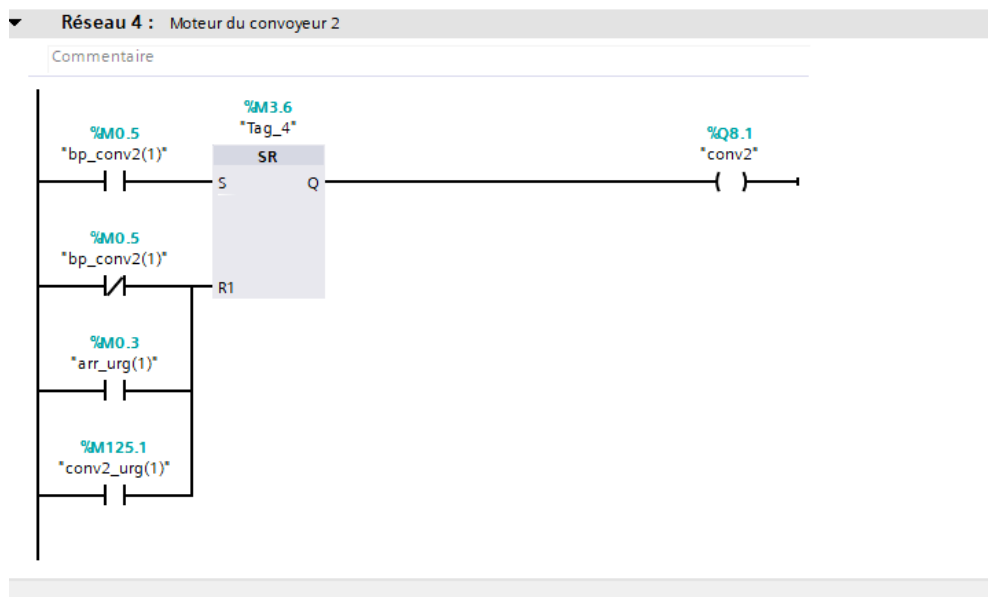 Réseau 4 : Moteur du convoyeur 2
Commentaire
%M3.6
"Tag_4"
%M0.5
"bp_conv2(1)"
SR
%Q8.1
"conv2"
S
Q
%M0.5
"bp_conv2(1)"
R1
%M0.3
"arr_urg(1)"
%M125.1
"conv2_urg(1)"